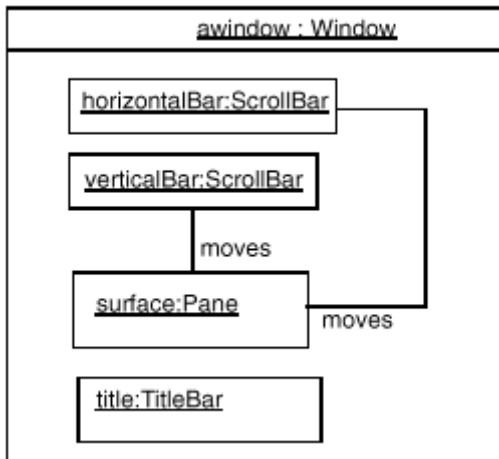 awindow : Window
horizontalBar:ScrollBar
verticalBar:ScrollBar
moves
surface:Pane
moves
title:TitleBar